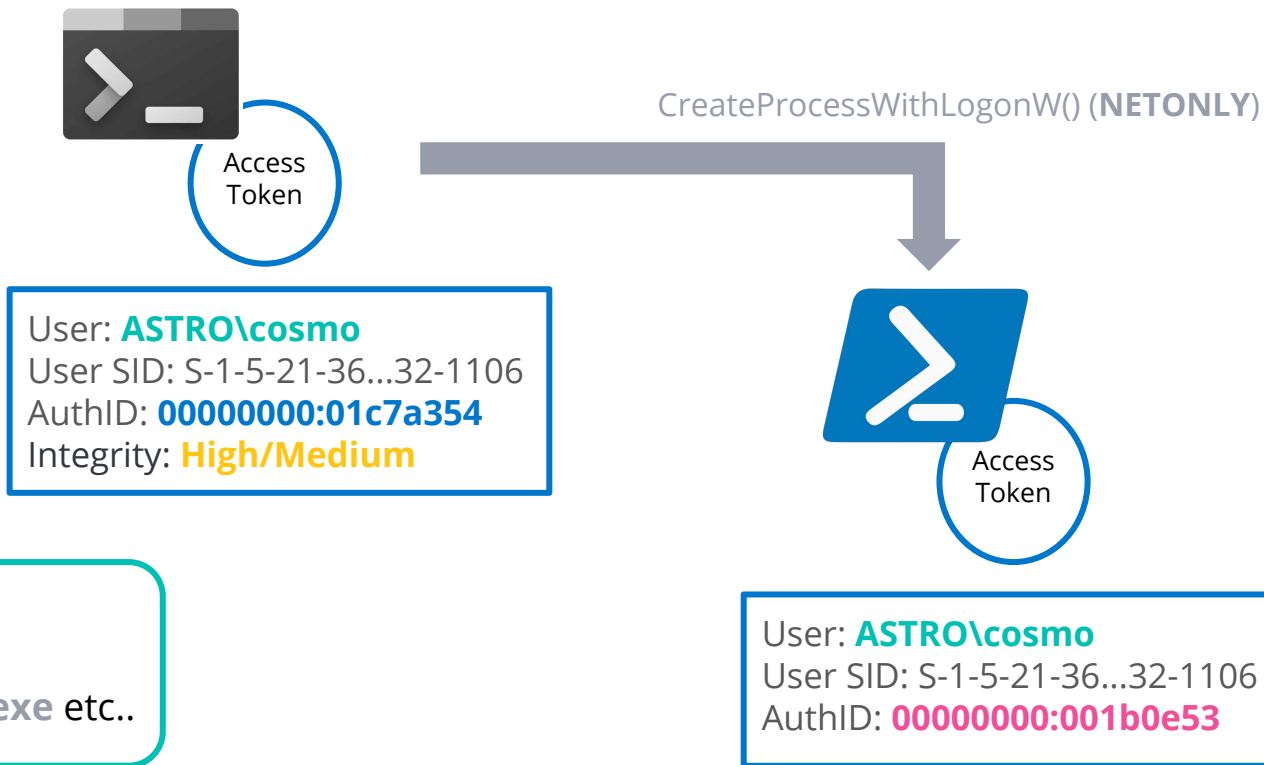 CreateProcessWithLogonW() (NETONLY)
Access
Token
User: ASTRO\cosmo
User SID: S-1-5-21-36...32-1106
AuthID: 00000000:01c7a354
Integrity: High/Medium
Access
Token
User: ASTRO\cosmo
User SID: S-1-5-21-36...32-1106
AuthID: 00000000:001b0e53
exe etc..